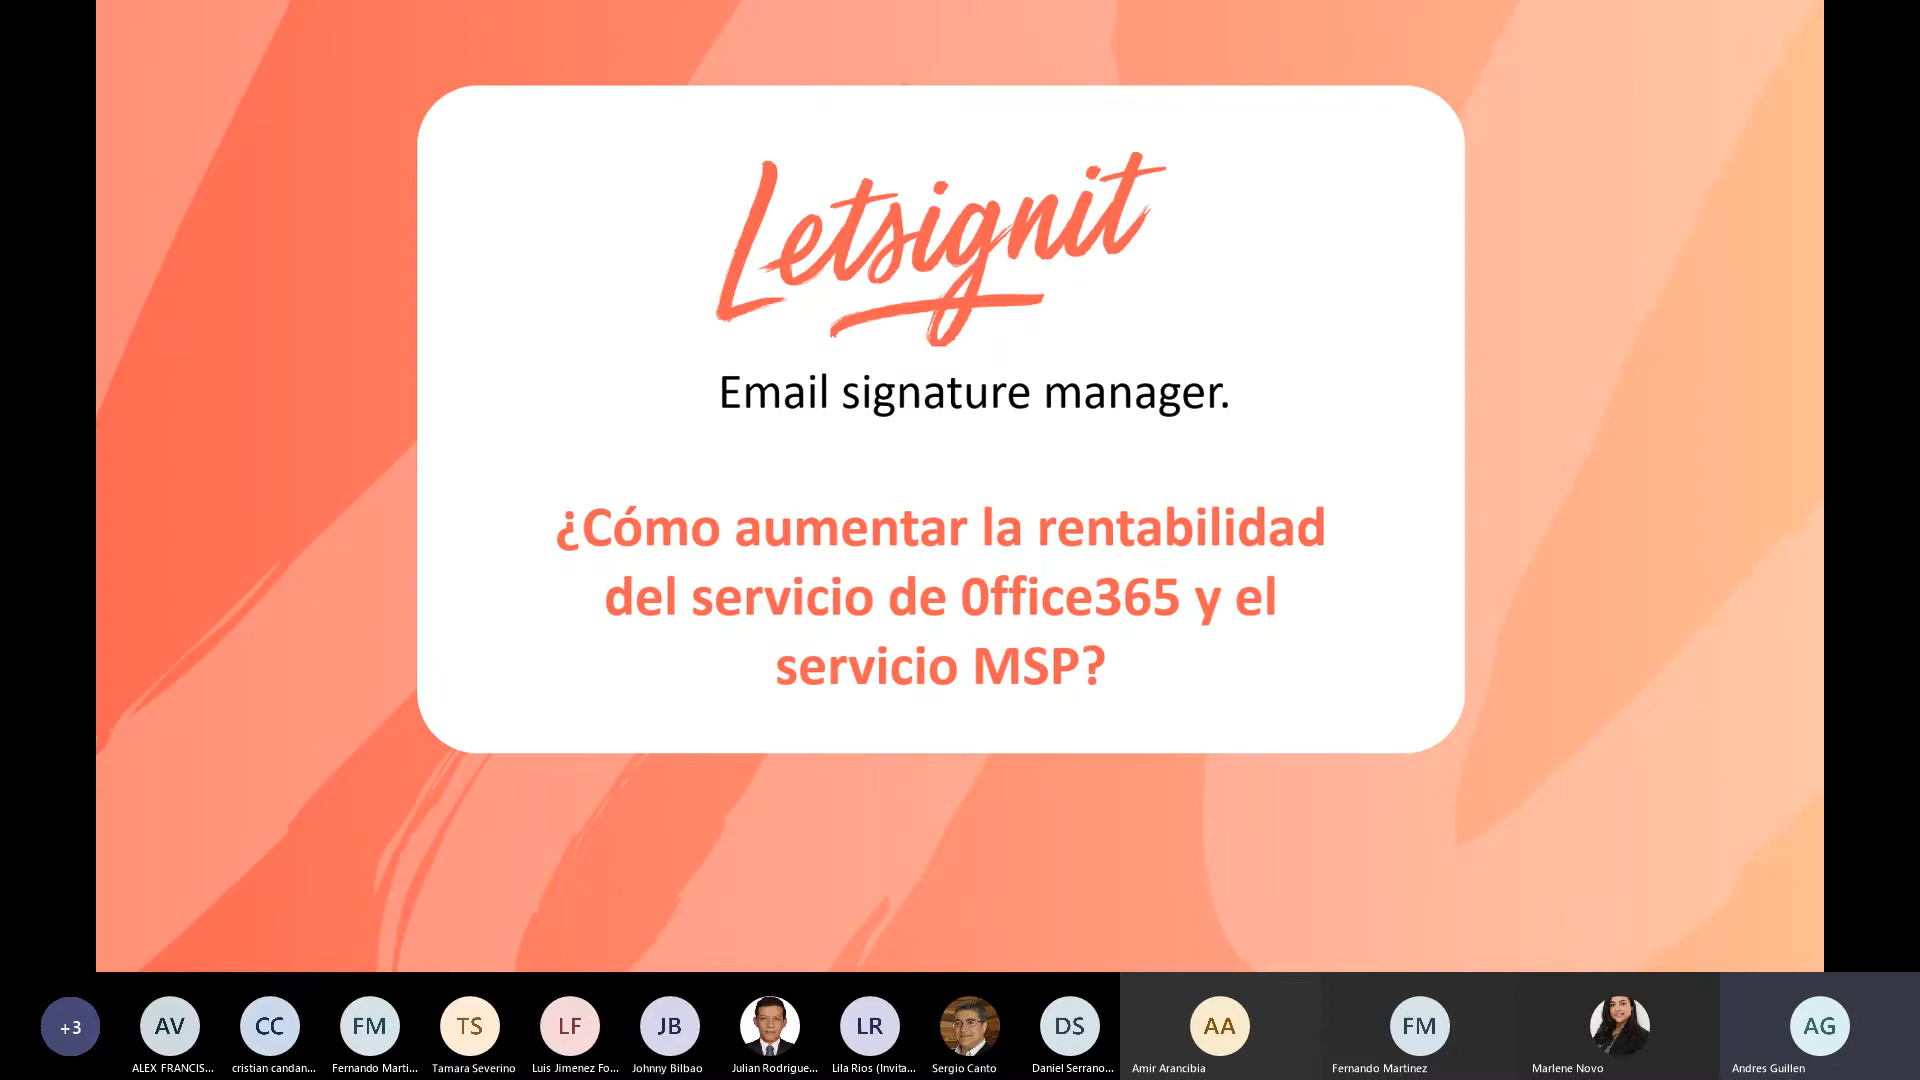 Letsignit
Email signature manager.
¿Cómo aumentar la rentabilidad
del servicio de 0ffice365 y el
servicio MSP?
+3
AV
CC
FM
TS
LF
JB
LR
DS
AA
FM
AG
ALEX FRANCIS...
cristian candan...
Fernando Marti...
Tamara Severino
Luis Jimenez Fo...
Johnny Bilbao
Julian Rodrigue...
Lila Rios (Invita...
Sergio Canto
Daniel Serrano...
Amir Arancibia
Fernando Martinez
Marlene Novo
Andres Guillen